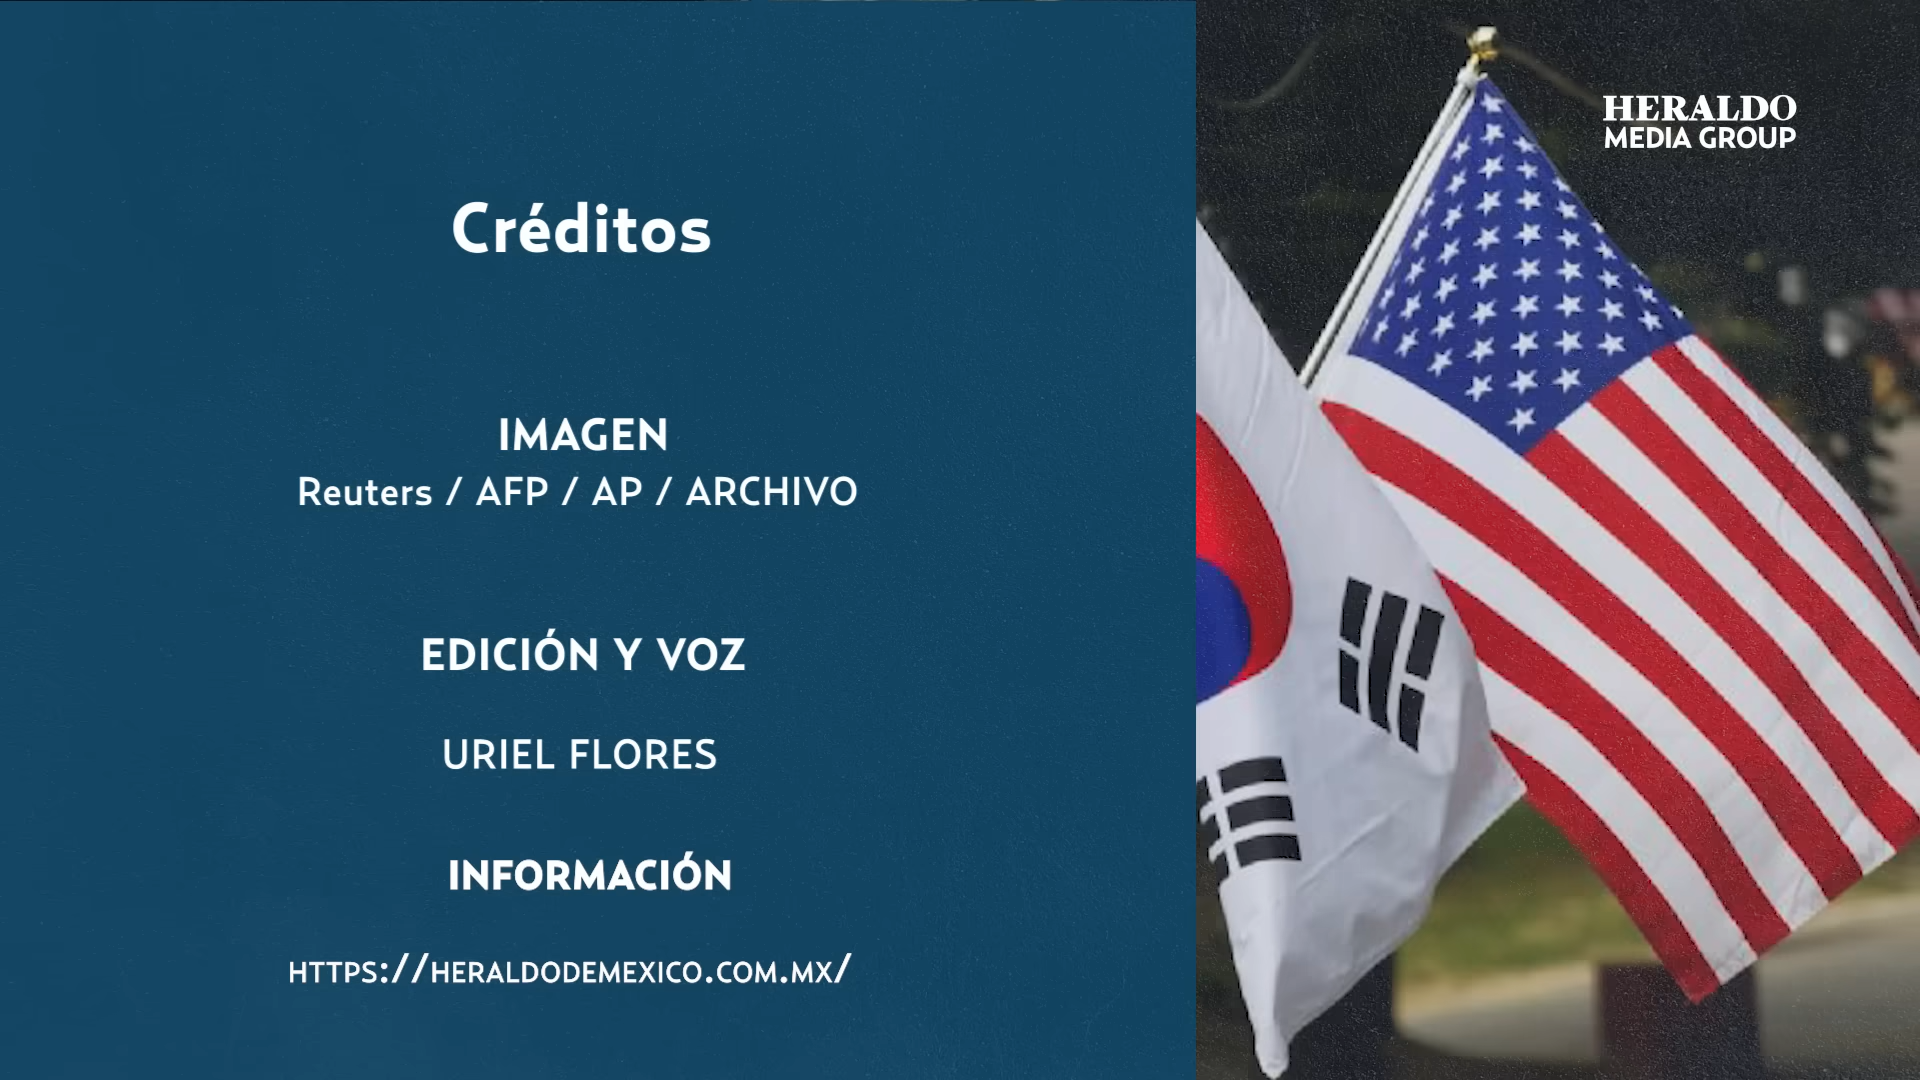 Créditos
IMAGEN
Reuters / AFP / AP / ARCHIVO
EDICIÓN Y VOZ
URIEL FLORES
INFORMACIÓN
HTTPS://HERALDODEMEXICO.COM.MX/
HERALDO
MEDIA GROUP